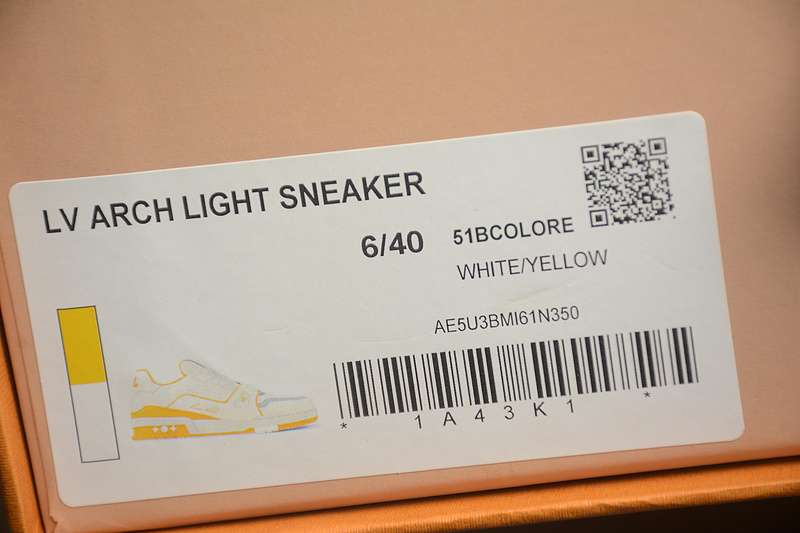 LV ARCH LIGHT SNEAKER
6/40 51BCOLORE
WHITE/YELLOW
AE5U3BMI61N350
* 1A43K1 *